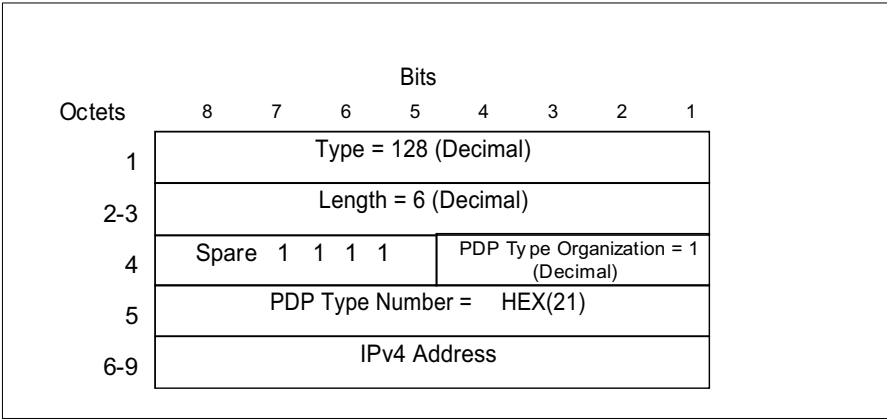 Bits
Octets 8 7 6 5 4 3 2 1
1 Type = 128 (Decimal)
2-3 Length = 6 (Decimal)
4 Spare 1 1 1 1 PDP Type Organization = 1
(Decimal)
5 PDP Type Number = HEX(21)
6-9 IPv4 Address